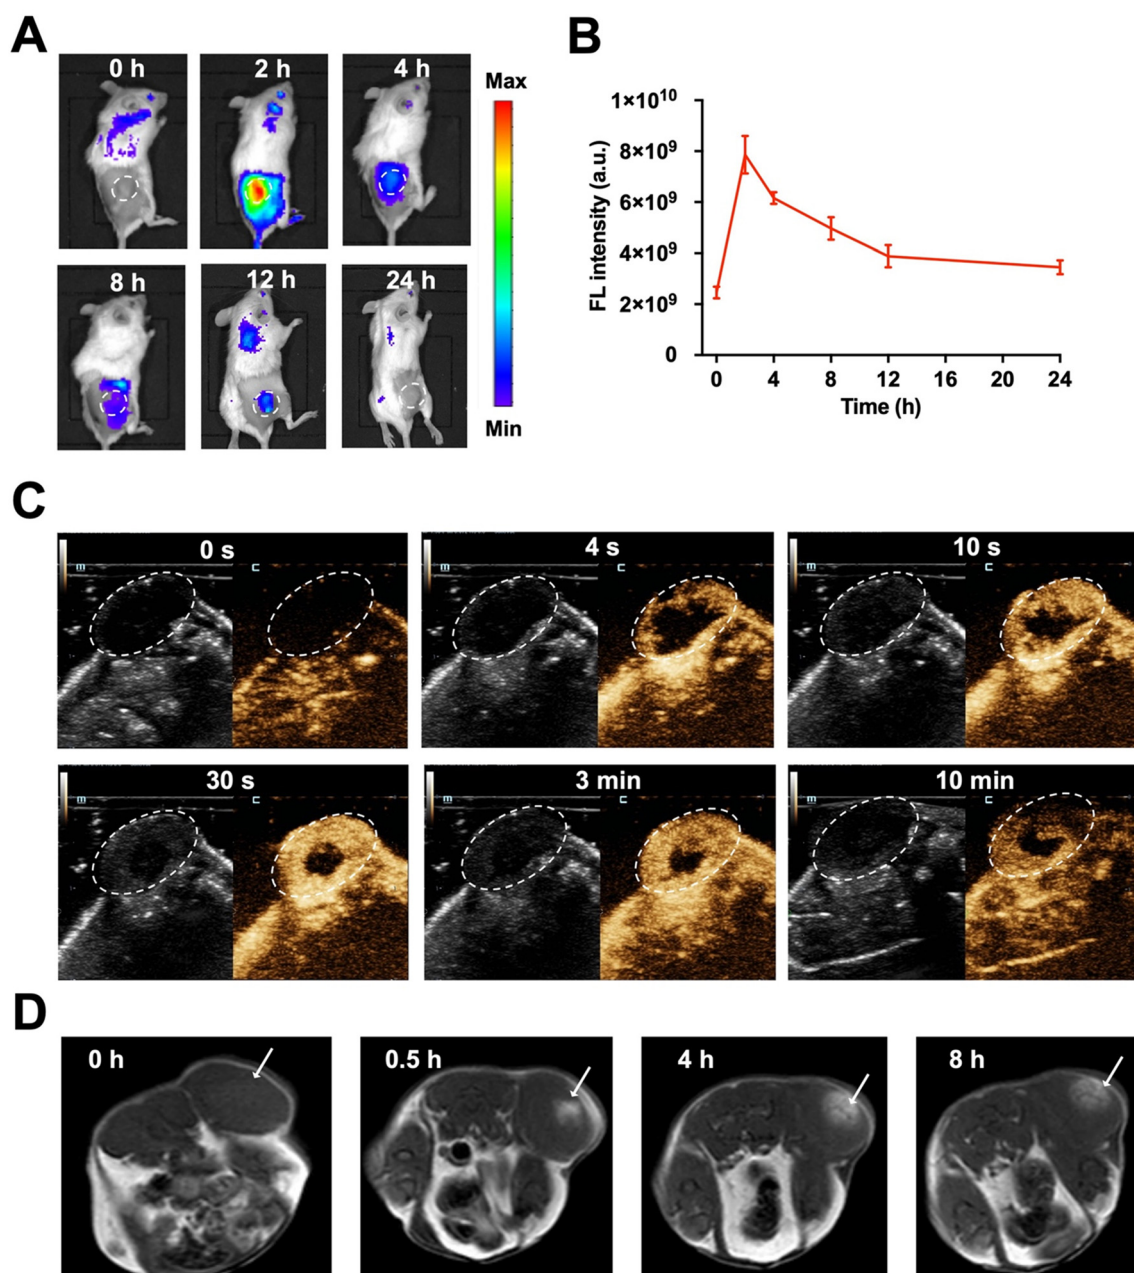 A
0 h
2 h
4 h
Max
8 h
12 h
24 h
Min
B
1×10¹⁰
8×10⁹
6×10⁹
4×10⁹
2×10⁹
0
FL intensity (a.u.)
0 4 8 12 16 20 24
Time (h)
C
0 s
4 s
10 s
30 s
3 min
10 min
D
0 h
0.5 h
4 h
8 h